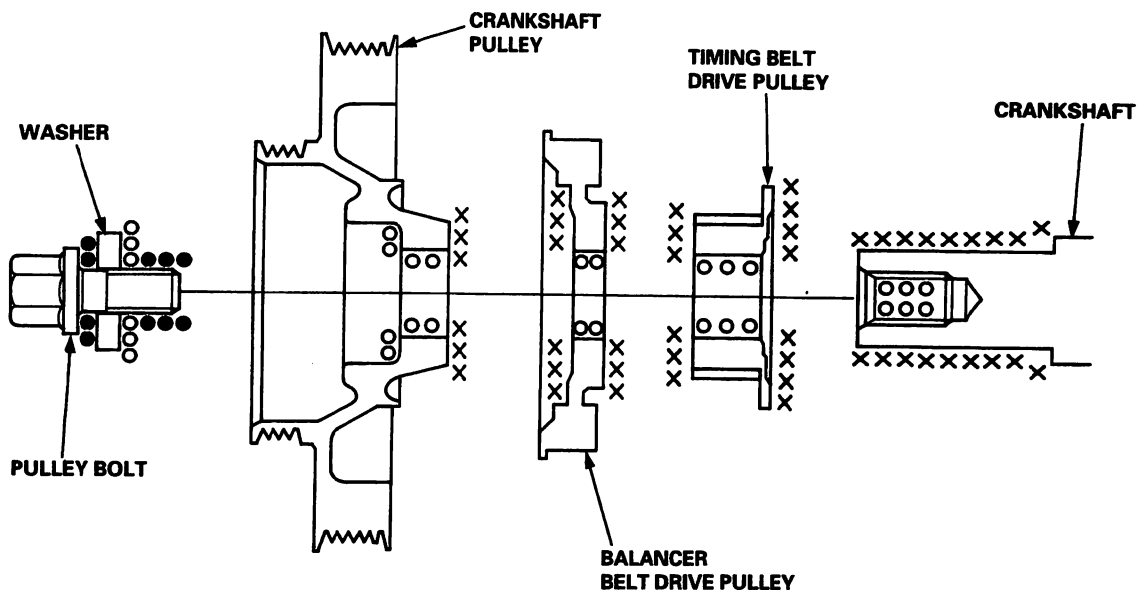 CRANKSHAFT
PULLEY
TIMING BELT
DRIVE PULLEY
CRANKSHAFT
WASHER
PULLEY BOLT
BALANCER
BELT DRIVE PULLEY